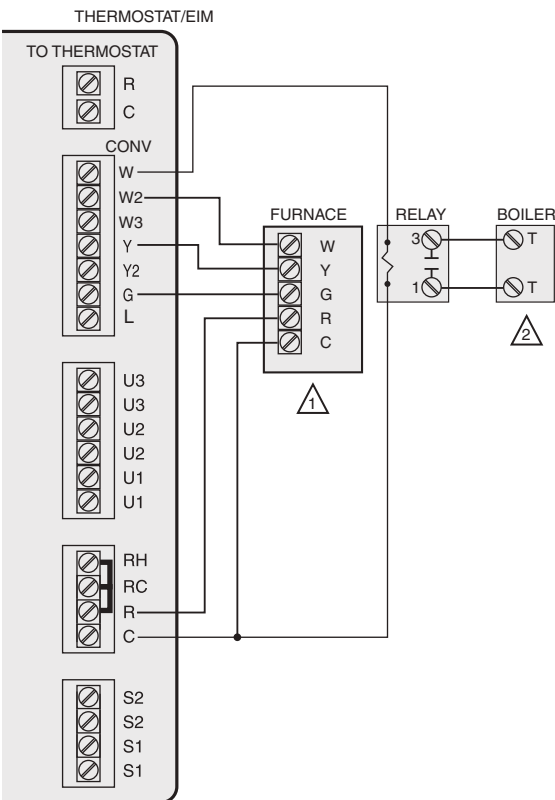 THERMOSTAT/EIM
TO THERMOSTAT
R
C
CONV
W
W2
W3
Y
Y2
G
L
U3
U3
U2
U2
U1
U1
RH
RC
R
C
S2
S2
S1
S1
FURNACE
W
Y
G
R
C
1
RELAY
3
1
BOILER
T
T
2